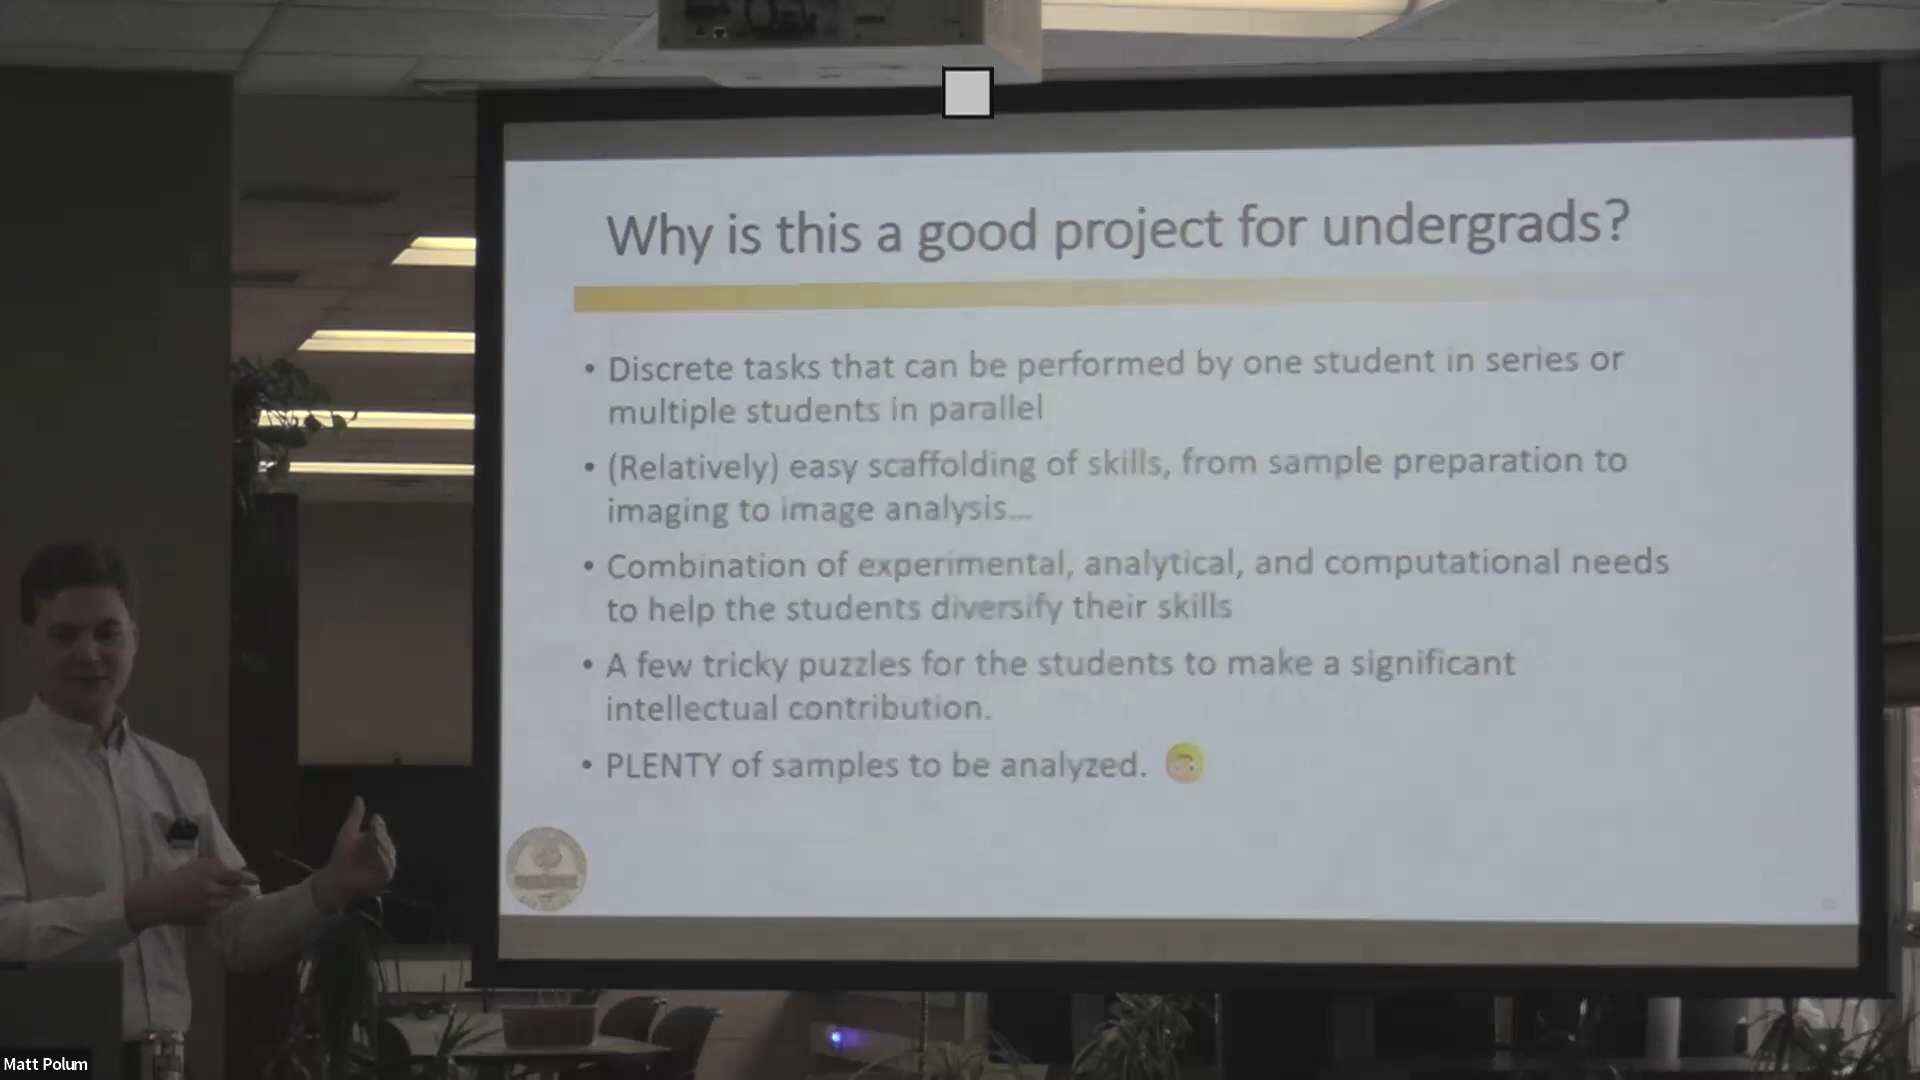 Why is this a good project for undergrads?
• Discrete tasks that can be performed by one student in series or
multiple students in parallel
• (Relatively) easy scaffolding of skills, from sample preparation to
imaging to image analysis...
• Combination of experimental, analytical, and computational needs
to help the students diversify their skills
• A few tricky puzzles for the students to make a significant
intellectual contribution.
• PLENTY of samples to be analyzed.
Matt Polum